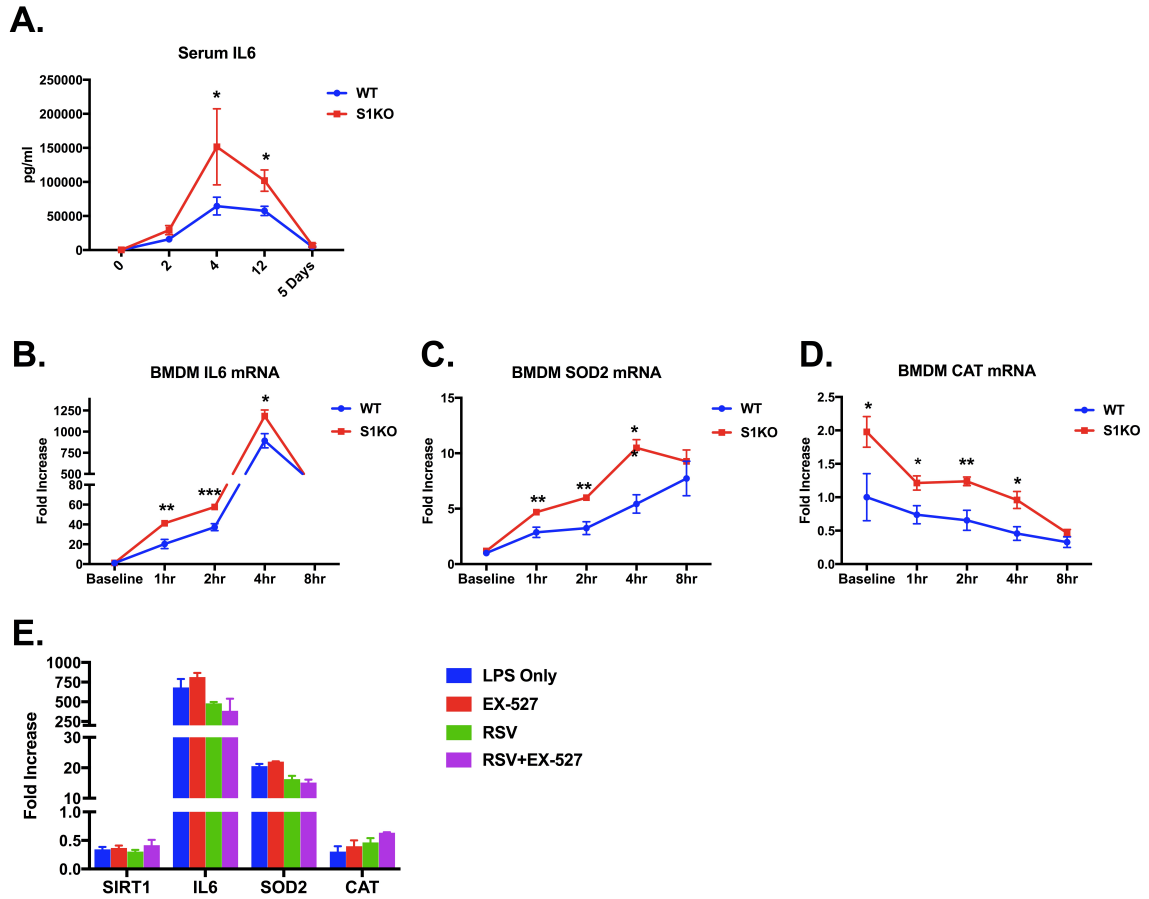 A.
Serum IL6
250000
200000
150000
100000
50000
0
pg/ml
*
*
WT
S1KO
0
2
4
12
5 Days
B.
BMDM IL6 mRNA
1250
1000
750
500
80
60
40
20
0
Fold Increase
**
***
*
WT
S1KO
Baseline 1hr 2hr 4hr 8hr
C.
BMDM SOD2 mRNA
15
10
5
0
Fold Increase
**
**
*
*
WT
S1KO
Baseline 1hr 2hr 4hr 8hr
D.
BMDM CAT mRNA
2.5
2.0
1.5
1.0
0.5
0.0
Fold Increase
*
*
**
*
WT
S1KO
Baseline 1hr 2hr 4hr 8hr
E.
1000
750
500
250
30
20
10
1.0
0.5
0.0
Fold Increase
SIRT1 IL6 SOD2 CAT
LPS Only
EX-527
RSV
RSV+EX-527